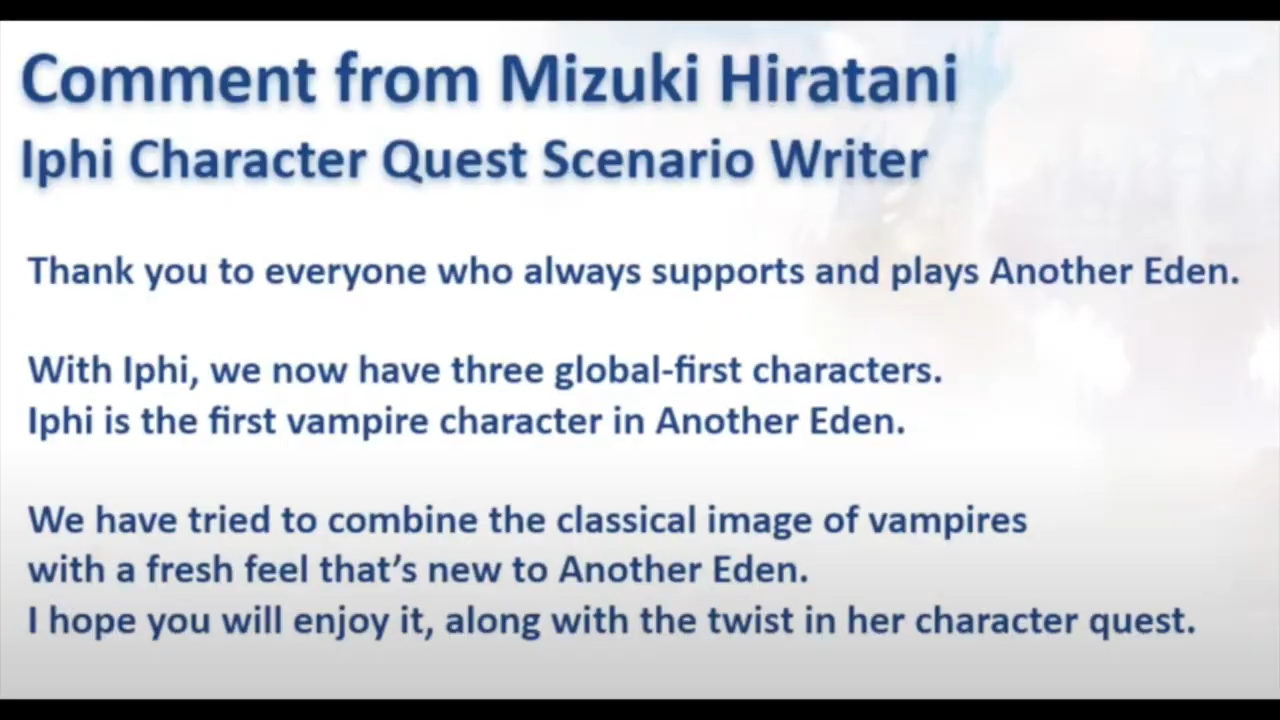 Comment from Mizuki Hiratani
Iphi Character Quest Scenario Writer
Thank you to everyone who always supports and plays Another Eden.
With Iphi, we now have three global-first characters.
Iphi is the first vampire character in Another Eden.
We have tried to combine the classical image of vampires
with a fresh feel that’s new to Another Eden.
I hope you will enjoy it, along with the twist in her character quest.